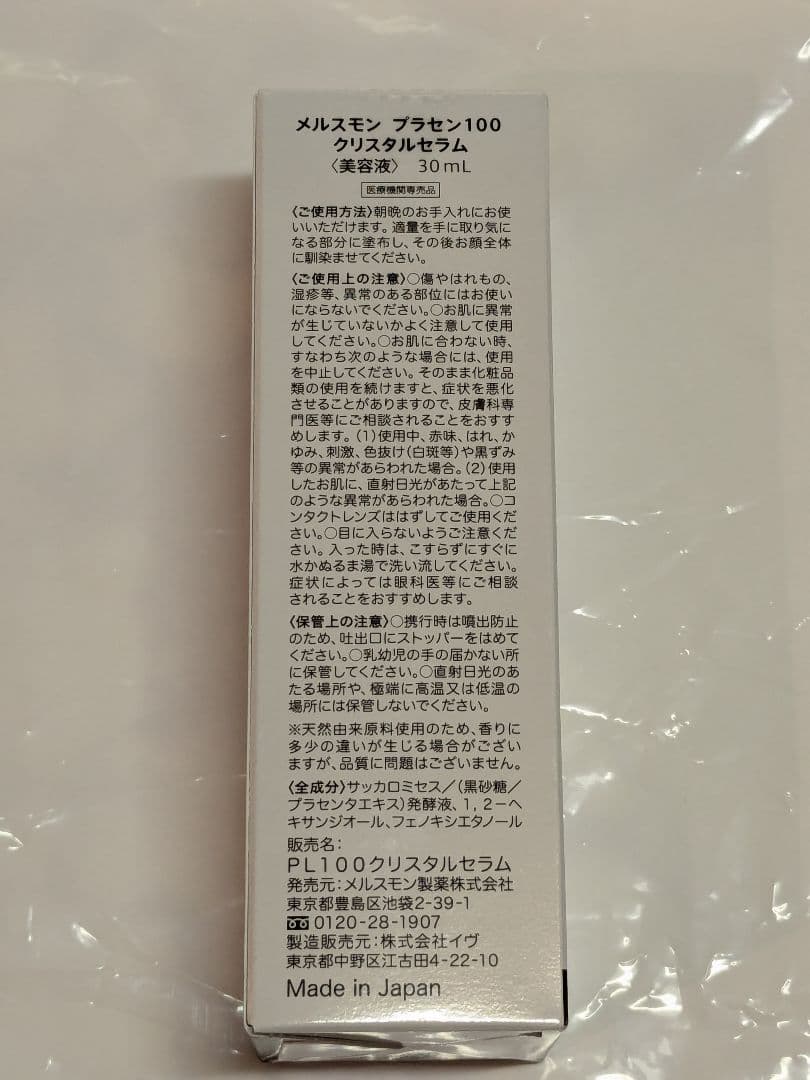 メルスモン プラセン100
クリスタルセラム
〈美容液〉 30mL
医療機関専売品
〈ご使用方法〉朝晩のお手入れにお使
いいただけます。適量を手に取り気に
なる部分に塗布し、その後お顔全体
に馴染ませてください。
〈ご使用上の注意〉○傷やはれもの、
湿疹等、異常のある部位にはお使い
にならないでください。○お肌に異常
が生じていないかよく注意して使用
してください。○お肌に合わない時、
すなわち次のような場合には、使用
を中止してください。そのまま化粧品
類の使用を続けますと、症状を悪化
させることがありますので、皮膚科専
門医等にご相談されることをおすす
めします。(1)使用中、赤味、はれ、か
ゆみ、刺激、色抜け(白斑等)や黒ずみ
等の異常があらわれた場合。(2)使用
したお肌に、直射日光があたって上記
のような異常があらわれた場合。○コ
ンタクトレンズははずしてご使用くだ
さい。○目に入らないようご注意くだ
さい。入った時は、こすらずにすぐに
水かぬるま湯で洗い流してください。
症状によっては眼科医等にご相談
されることをおすすめします。
〈保管上の注意〉○携行時は噴出防止
のため、吐出口にストッパーをはめて
ください。○乳幼児の手の届かない所
に保管してください。○直射日光のあ
たる場所や、極端に高温又は低温の
場所には保管しないでください。
※天然由来原料使用のため、香りに
多少の違いが生じる場合がござい
ますが、品質に問題はございません。
〈全成分〉サッカロミセス/(黒砂糖/
プラセンタエキス)発酵液、1,2-ヘ
キサンジオール、フェノキシエタノール
販売名:
PL100クリスタルセラム
発売元:メルスモン製薬株式会社
東京都豊島区池袋2-39-1
0120-28-1907
製造販売元:株式会社イヴ
東京都中野区江古田4-22-10
Made in Japan